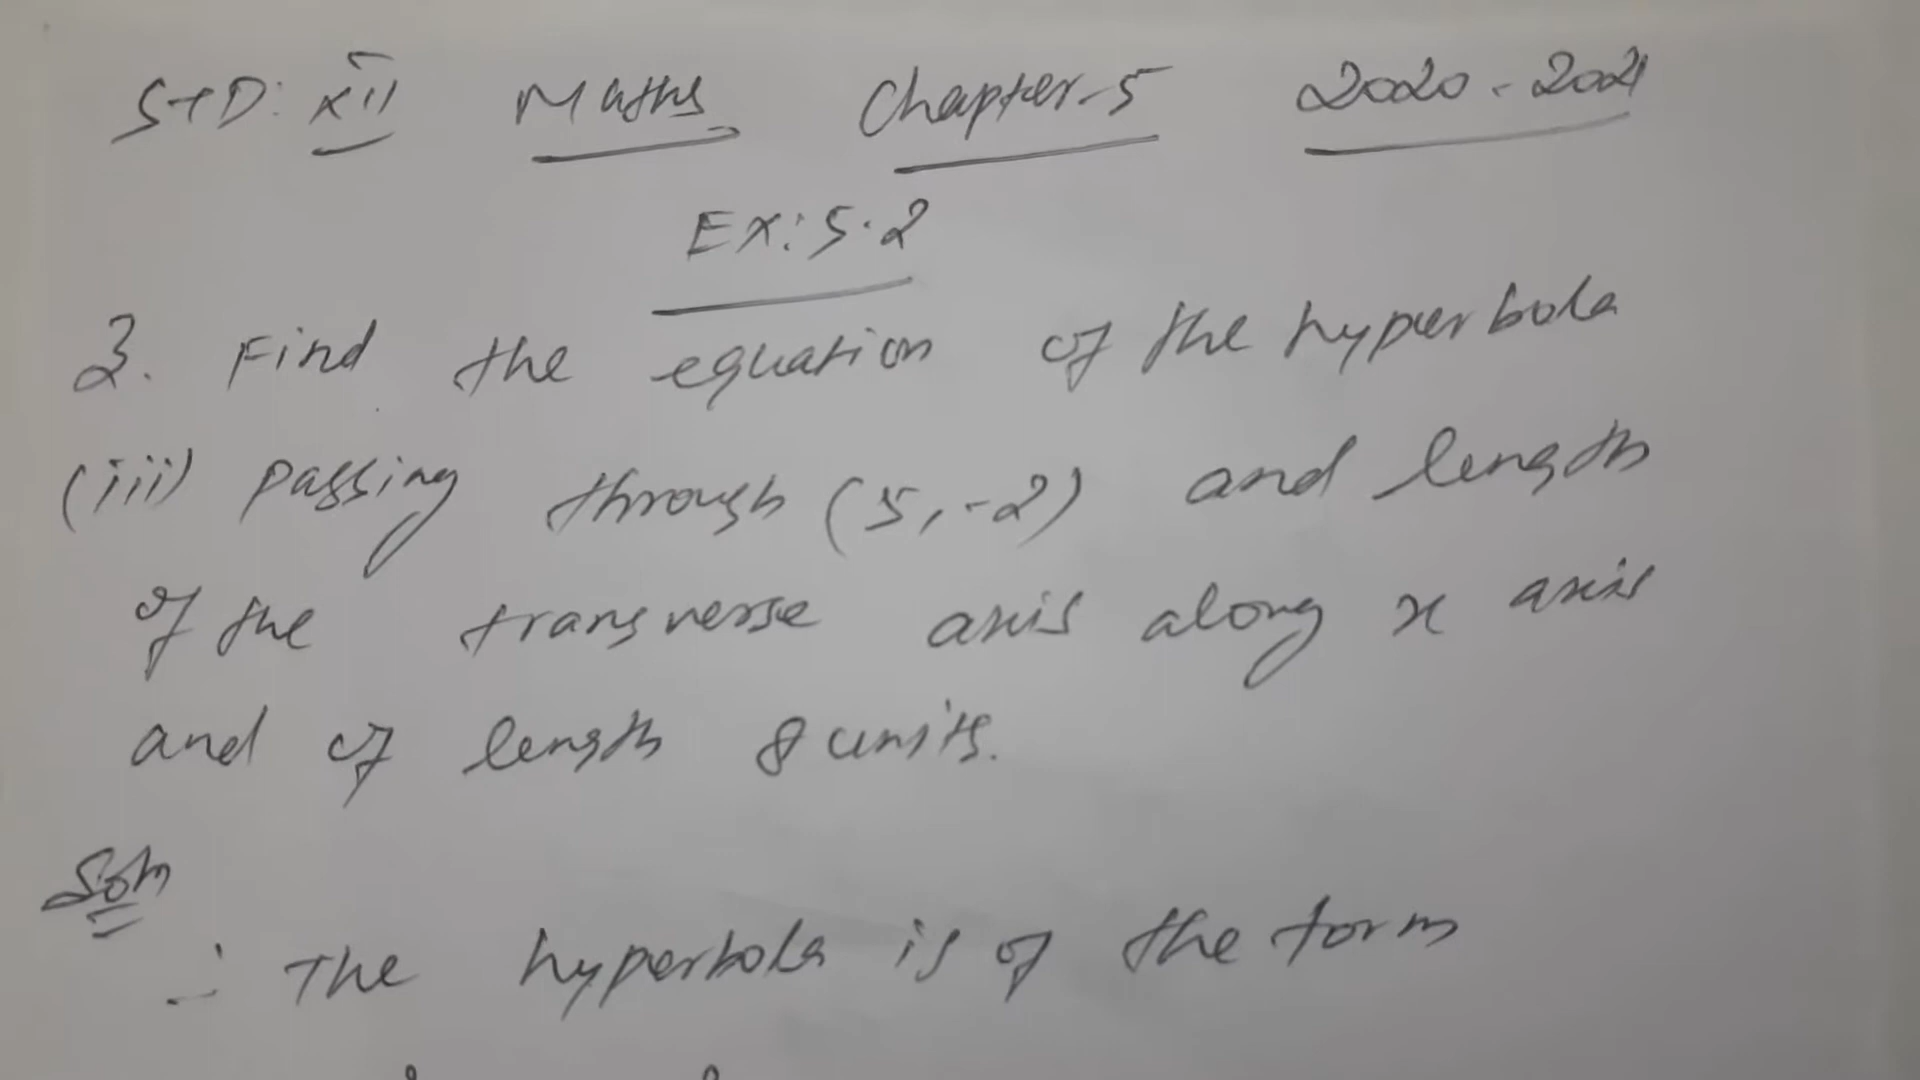 STD: XII Maths Chapter-5 2020-2021
EX: 5.2
3. Find the equation of the hyperbola
(iii) passing through (5,-2) and length
of the transverse axis along x axis
and of length 8 units.
Soln
∴ The hyperbola is of the form